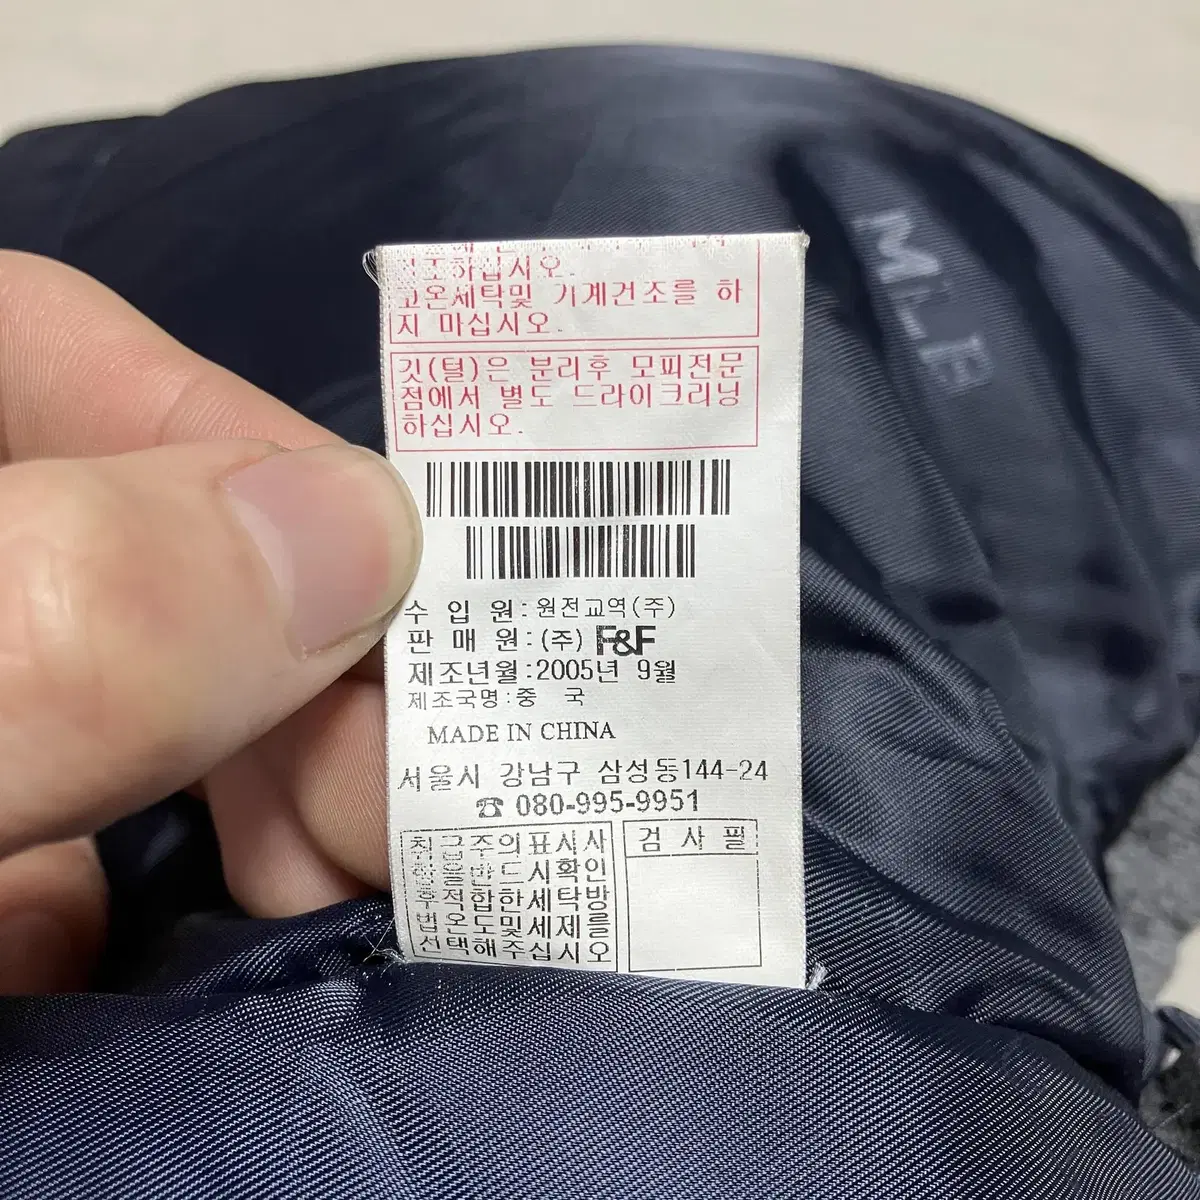 조하십시오.
고온세탁및 기계건조를 하
지 마십시오.
깃(털)은 분리후 모피전문
점에서 별도 드라이크리닝
하십시오.
수 입 원:원전교역(주)
판 매 원:(주) F&F
제조년월:2005년 9월
제조국명:중 국
MADE IN CHINA
서울시 강남구 삼성동144-24
☎ 080-995-9951
취급주의표시사
항을반드시확인
후적합한세탁방
법온도및세제를
선택해주십시오
검 사 필
MLB